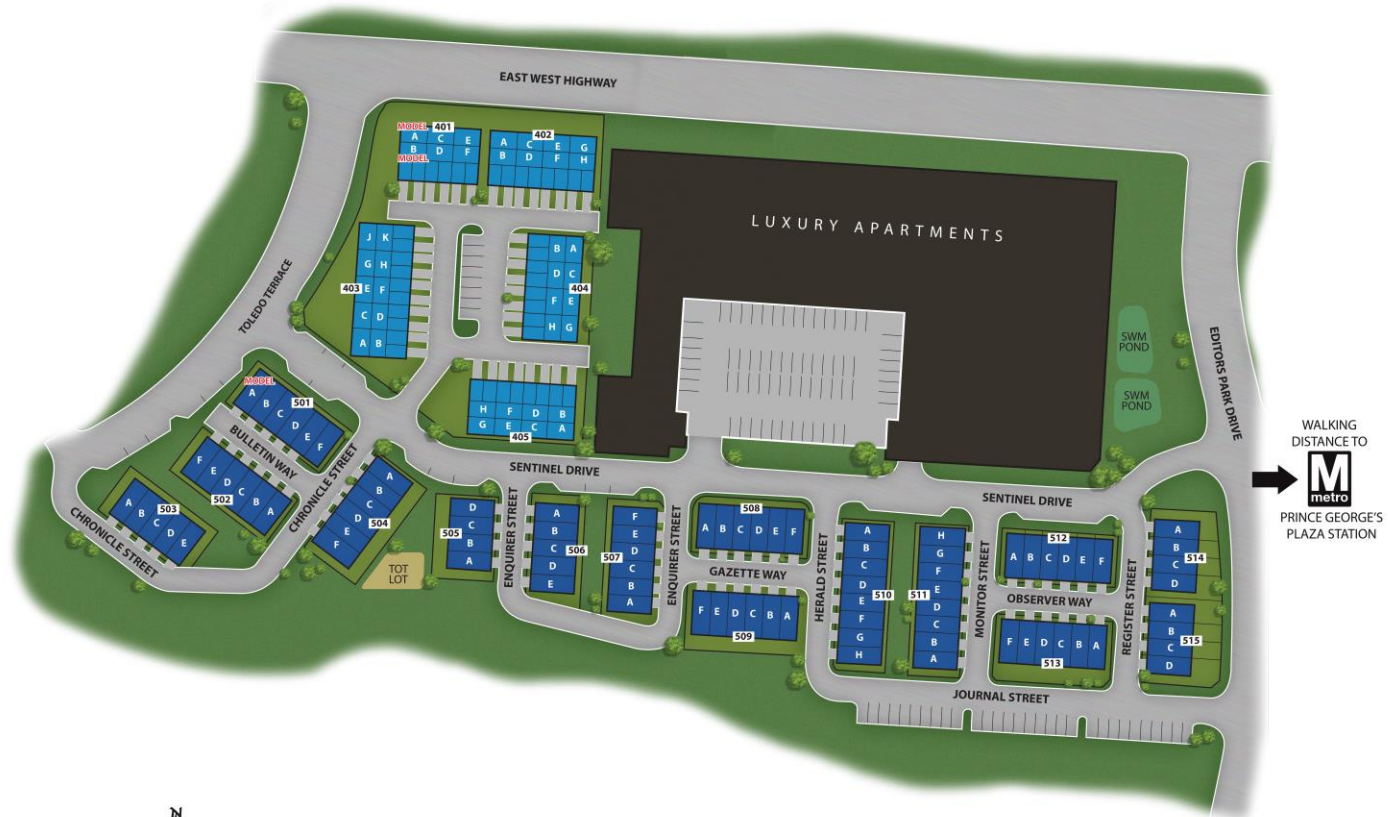 EAST WEST HIGHWAY
MODEL 401
A C E
B D F
MODEL
402
A C E G
B D F H
LUXURY APARTMENTS
J K
G H
403 E F
C D
A B
B A
D C
404
F E
H G
TOLEDO TERRACE
SWM
POND
SWM
POND
EDITORS PARK DRIVE
WALKING
DISTANCE TO
M
metro
PRINCE GEORGE'S
PLAZA STATION
H F D B
G E C A
405
MODEL
501
A B C D E F
BULLETIN WAY
F E D C B A
502
CHRONICLE STREET
503
A B C D E
CHRONICLE STREET
A B C D E F
504
TOT
LOT
SENTINEL DRIVE
SENTINEL DRIVE
505
D
C
B
A
ENQUIRER STREET
A
B
C
D
E
506
507
F
E
D
C
B
A
ENQUIRER STREET
508
A B C D E F
GAZETTE WAY
F E D C B A
509
HERALD STREET
A
B
C
D
E
F
G
H
510
511
H
G
F
E
D
C
B
A
MONITOR STREET
512
A B C D E F
OBSERVER WAY
F E D C B A
513
REGISTER STREET
A
B
C
D
514
A
B
C
D
515
JOURNAL STREET
N